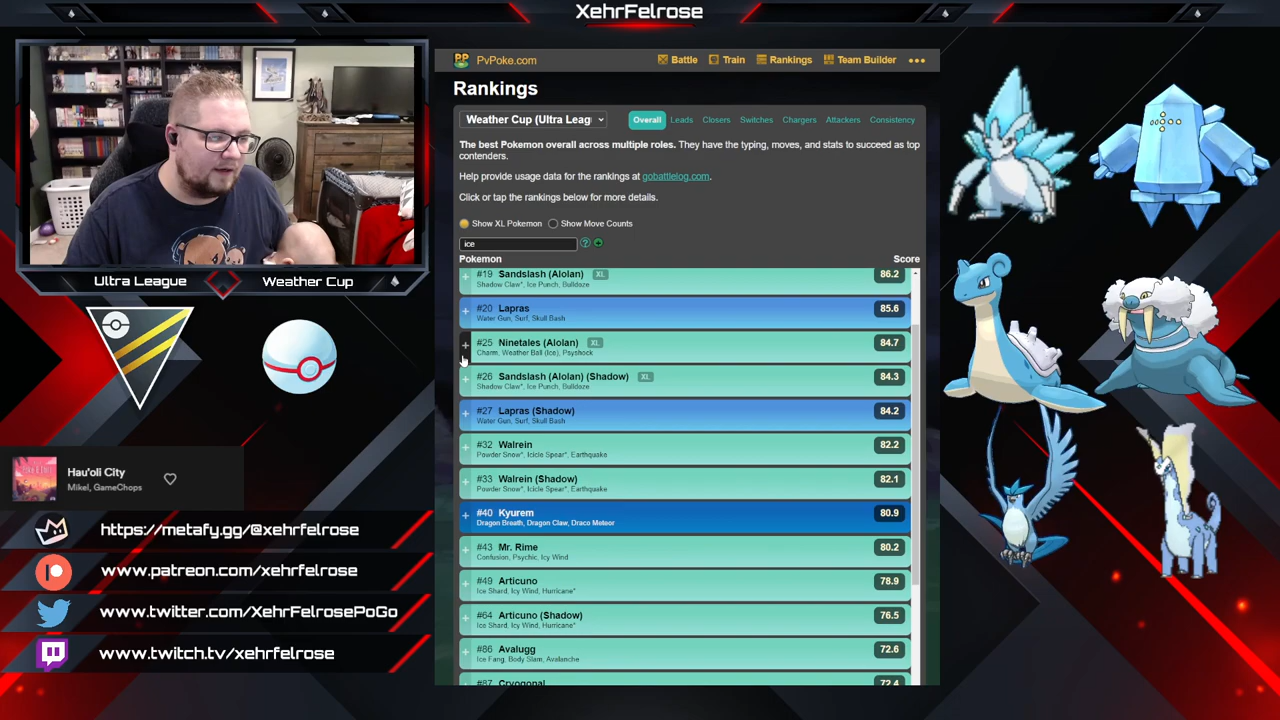 XehrFelrose
PvPoke.com
Battle
Train
Rankings
Team Builder
Rankings
Weather Cup (Ultra Leag
Overall
Leads
Closers
Switches
Chargers
Attackers
Consistency
The best Pokemon overall across multiple roles. They have the typing, moves, and stats to succeed as top
contenders.
Help provide usage data for the rankings at gobattlelog.com.
Click or tap the rankings below for more details.
Show XL Pokemon
Show Move Counts
ice
Pokemon
Score
#19 Sandslash (Alolan) XL 86.2
Shadow Claw*, Ice Punch, Bulldoze
#20 Lapras 85.6
Water Gun, Surf, Skull Bash
#25 Ninetales (Alolan) XL 84.7
Charm, Weather Ball (Ice), Psyshock
#26 Sandslash (Alolan) (Shadow) XL 84.3
Shadow Claw*, Ice Punch, Bulldoze
#27 Lapras (Shadow) 84.2
Water Gun, Surf, Skull Bash
#32 Walrein 82.2
Powder Snow*, Icicle Spear*, Earthquake
#33 Walrein (Shadow) 82.1
Powder Snow*, Icicle Spear*, Earthquake
#40 Kyurem 80.9
Dragon Breath, Dragon Claw, Draco Meteor
#43 Mr. Rime 80.2
Confusion, Psychic, Icy Wind
#49 Articuno 78.9
Ice Shard, Icy Wind, Hurricane*
#64 Articuno (Shadow) 76.5
Ice Shard, Icy Wind, Hurricane*
#86 Avalugg 72.6
Ice Fang, Body Slam, Avalanche
#87 Cryogonal 72.4
Ultra League
Weather Cup
Hau'oli City
Mikel, GameChops
https://metafy.gg/@xehrfelrose
www.patreon.com/xehrfelrose
www.twitter.com/XehrFelrosePoGo
www.twitch.tv/xehrfelrose